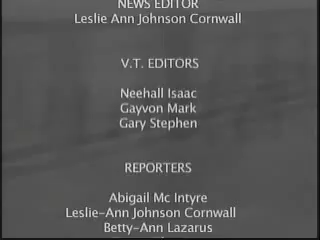 NEWS EDITOR
Leslie Ann Johnson Cornwall
V.T. EDITORS
Neehall Isaac
Gayvon Mark
Gary Stephen
REPORTERS
Abigail Mc Intyre
Leslie-Ann Johnson Cornwall
Betty-Ann Lazarus